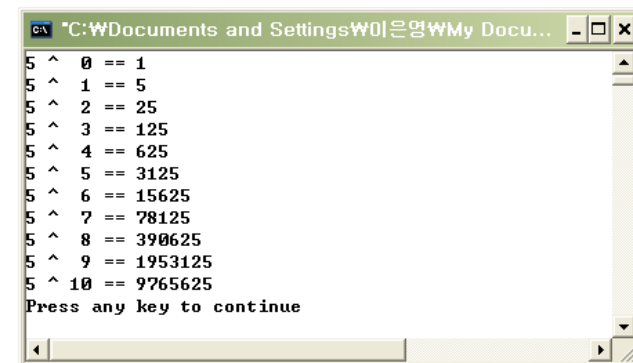 "C:₩Documents and Settings₩이은영₩My Docu...
5 ^  0 == 1
5 ^  1 == 5
5 ^  2 == 25
5 ^  3 == 125
5 ^  4 == 625
5 ^  5 == 3125
5 ^  6 == 15625
5 ^  7 == 78125
5 ^  8 == 390625
5 ^  9 == 1953125
5 ^ 10 == 9765625
Press any key to continue